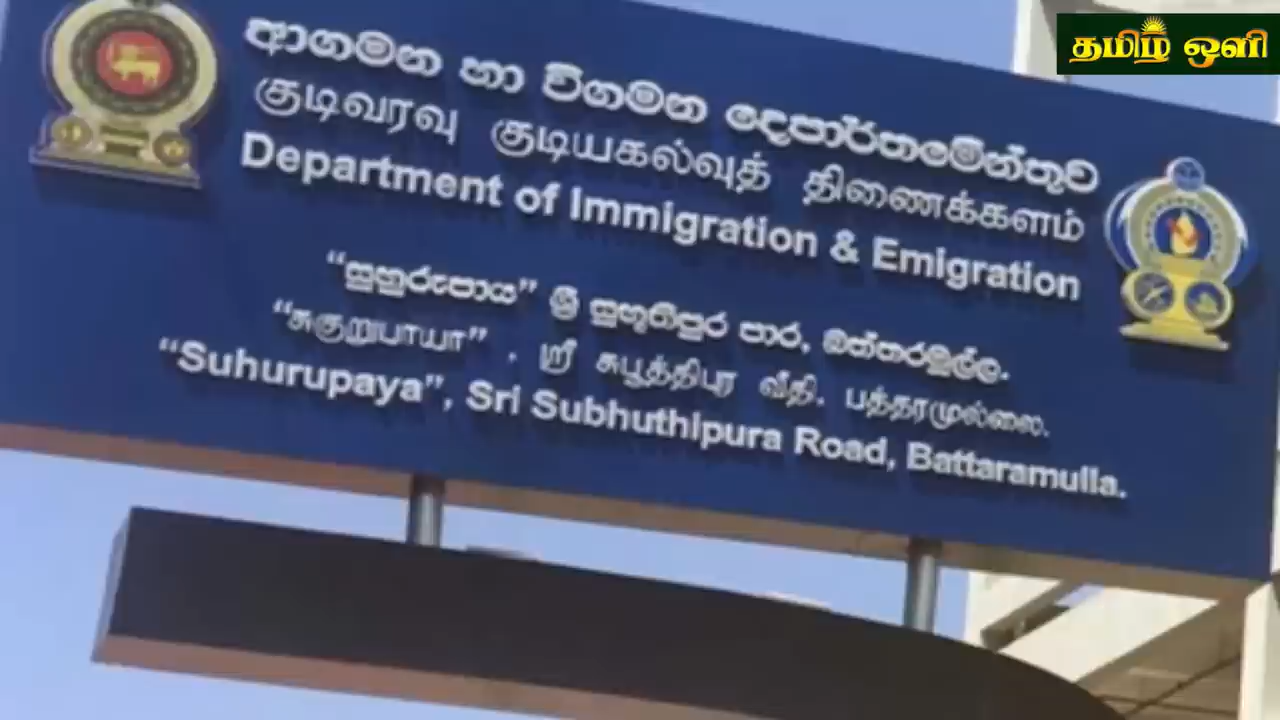 தமிழ் ஒளி
ආගමන හා විගමන දෙපාර්තමේන්තුව
குடிவரவு குடியகல்வுத் திணைக்களம்
Department of Immigration & Emigration
“සුහුරුපාය” ශ්‍රී සුභූතිපුර පාර, බත්තරමුල්ල.
“சுகுறுபாயா” . ஸ்ரீ சுபூத்திபுர வீதி. பத்தரமுல்லை.
“Suhurupaya”, Sri Subhuthipura Road, Battaramulla.